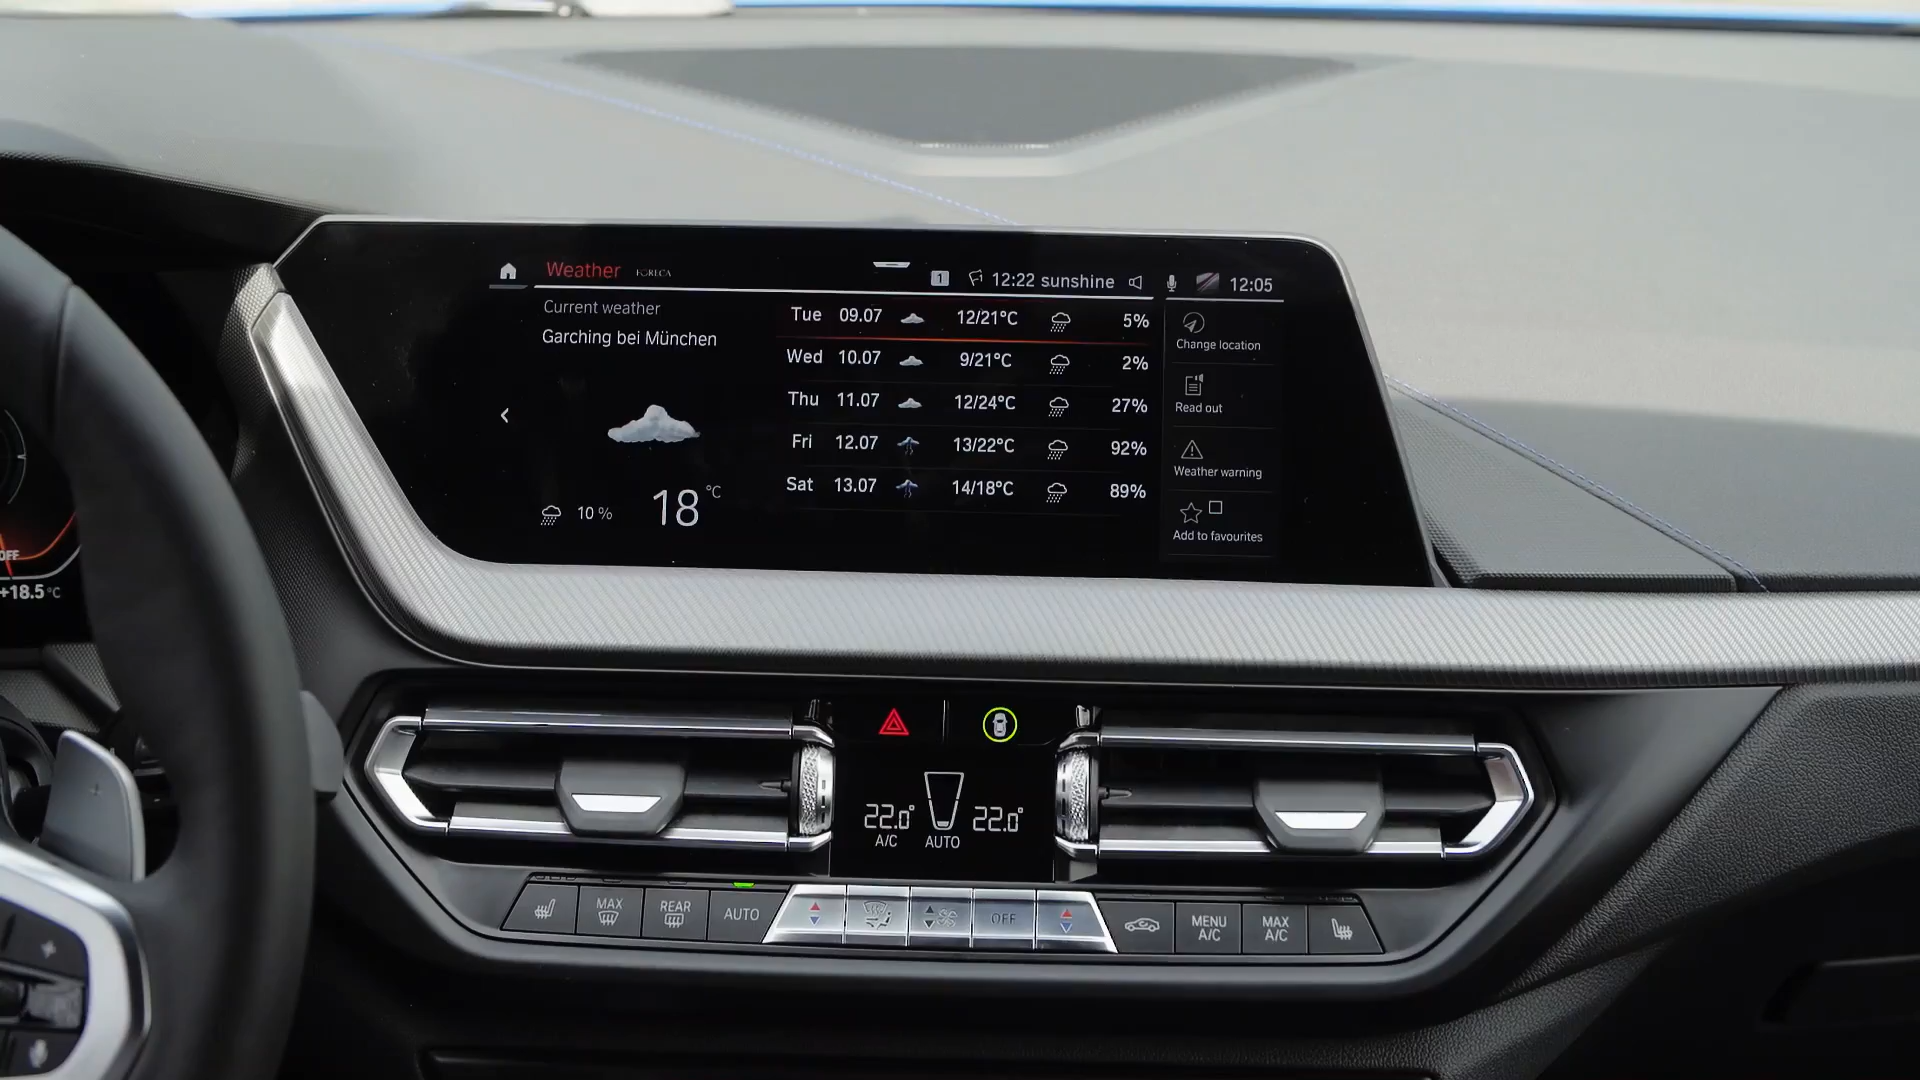 Weather FORECA 1 12:22 sunshine 12:05
Current weather
Garching bei München
10 % 18 °C
Tue 09.07 12/21°C 5%
Wed 10.07 9/21°C 2%
Thu 11.07 12/24°C 27%
Fri 12.07 13/22°C 92%
Sat 13.07 14/18°C 89%
Change location
Read out
Weather warning
Add to favourites
OFF
+18.5°C
22.0° 22.0°
A/C AUTO
MAX
REAR
AUTO
OFF
MENU
A/C
MAX
A/C